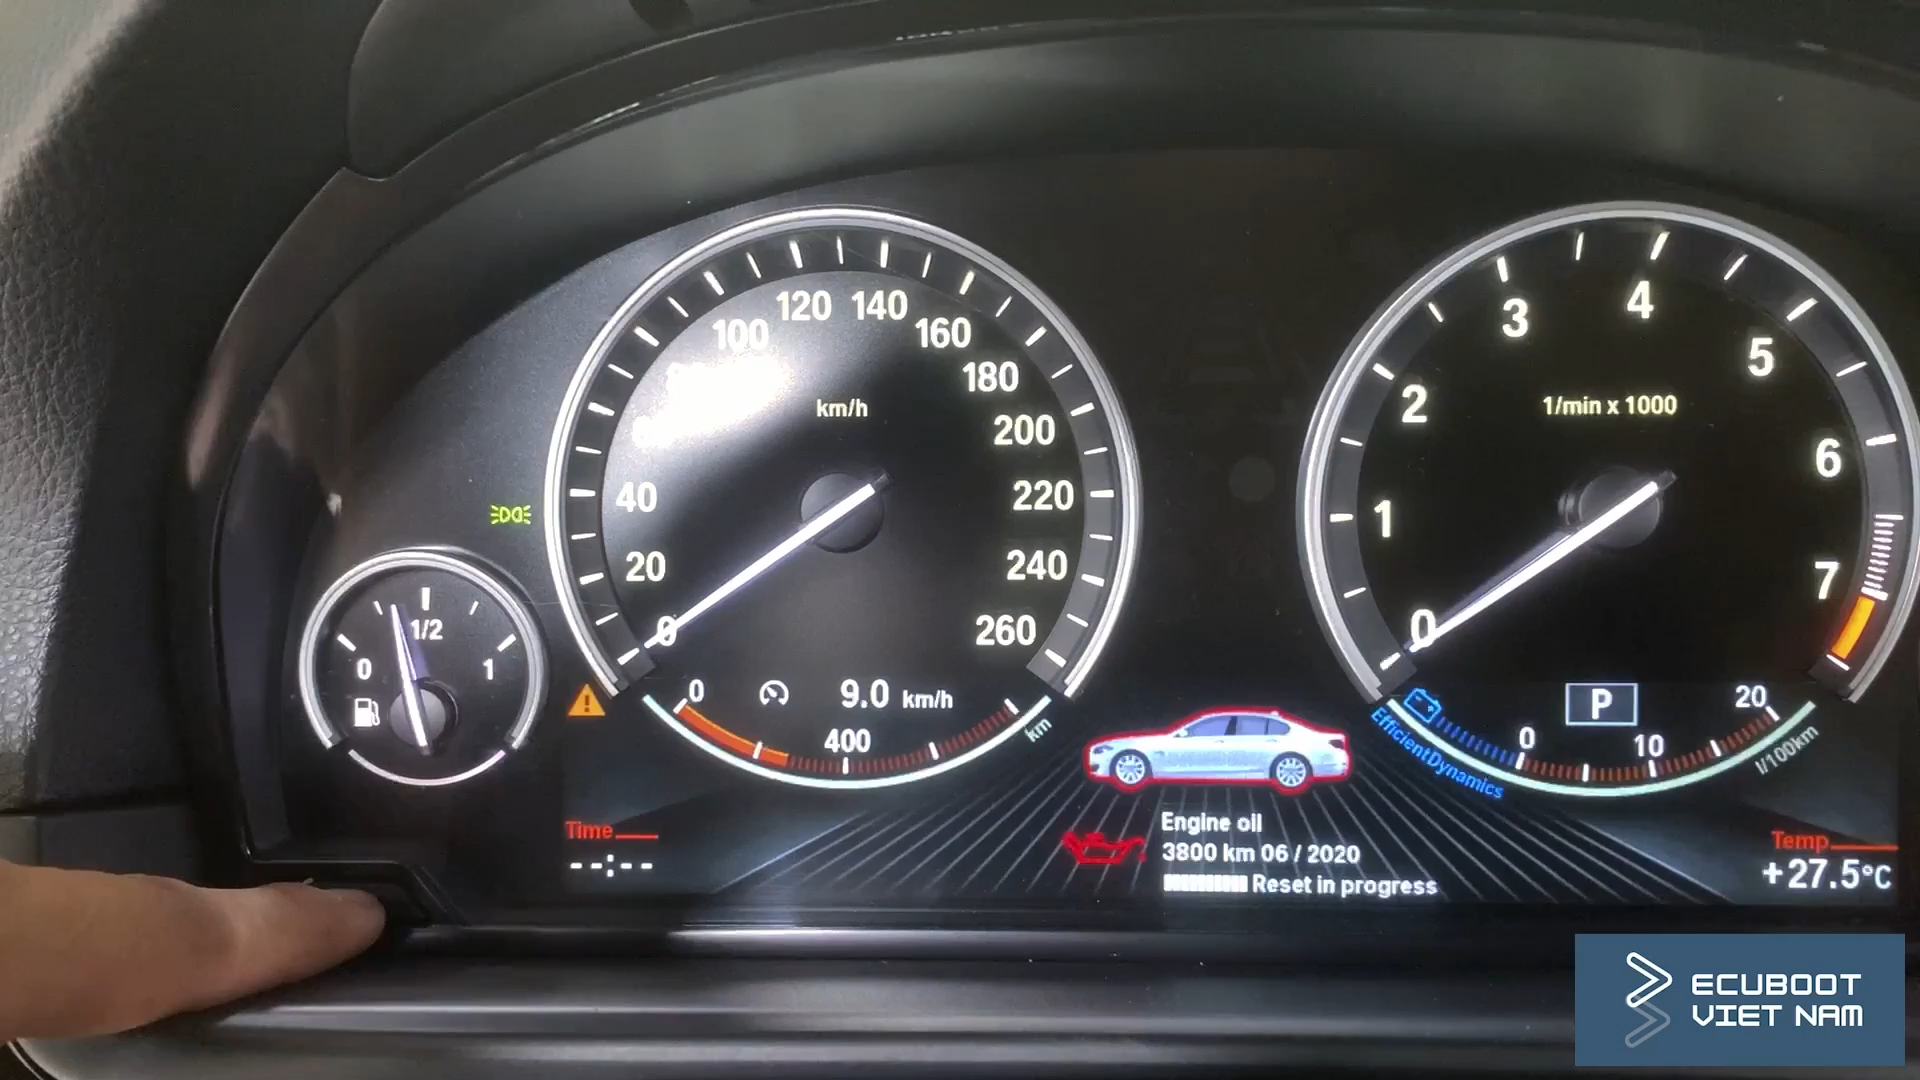 120 140
100 160
180
km/h
200
40 220
20 240
0 260
1/2
0 1
0 9.0 km/h
400 km
3 4
2 5
1/min x 1000
1 6
0 7
P
0 10 20
EfficientDynamics l/100km
Time
--:--
Engine oil
3800 km 06 / 2020
Reset in progress
Temp
+27.5°C
ECUBOOT
VIET NAM